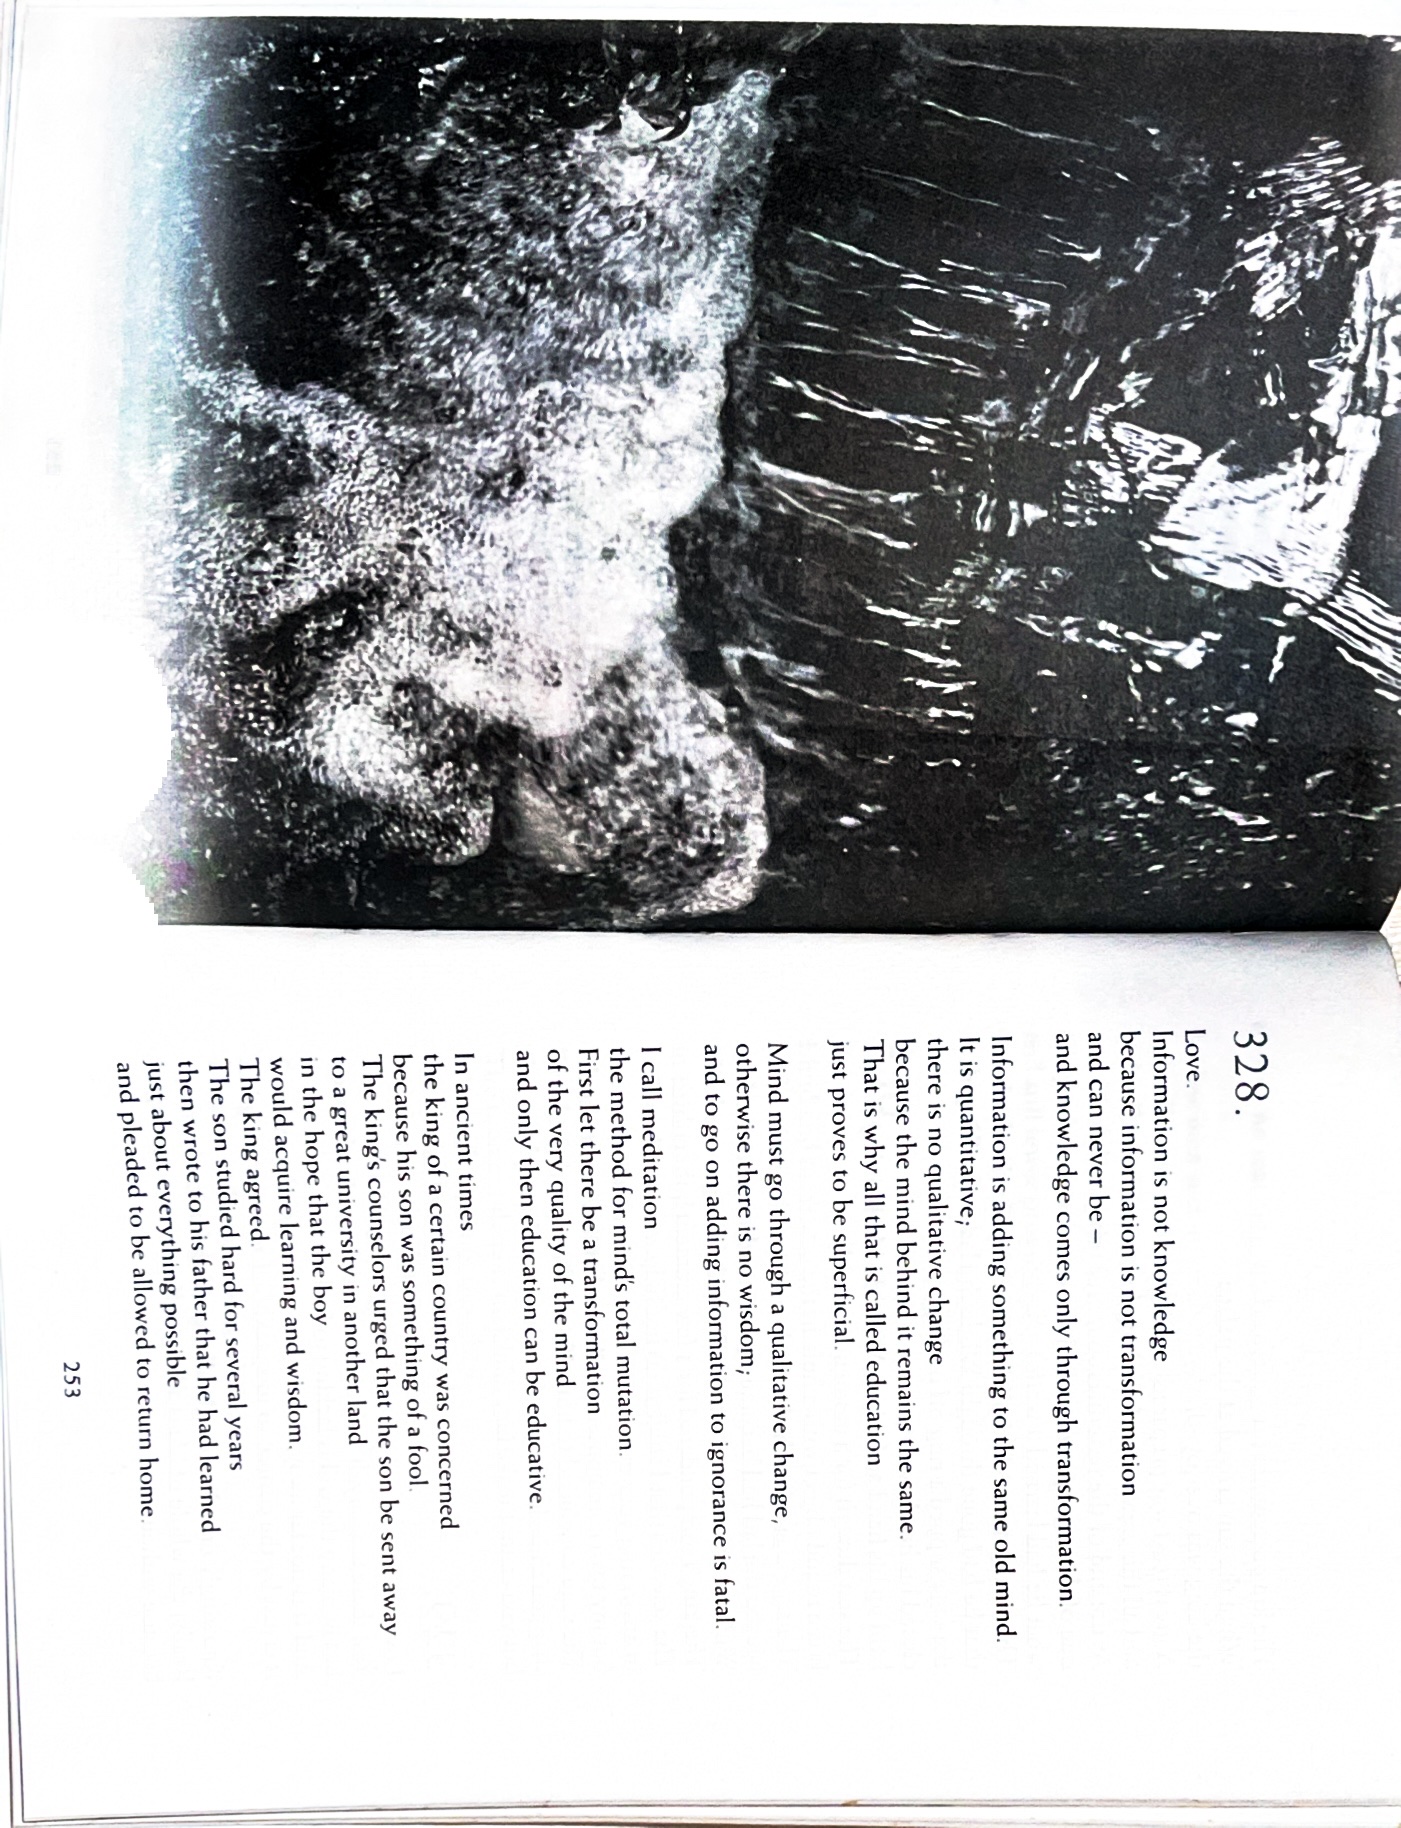 328.
Love.
Information is not knowledge
because information is not transformation
and can never be –
and knowledge comes only through transformation.
Information is adding something to the same old mind.
It is quantitative;
there is no qualitative change
because the mind behind it remains the same.
That is why all that is called education
just proves to be superficial.
Mind must go through a qualitative change,
otherwise there is no wisdom;
and to go on adding information to ignorance is fatal.
I call meditation
the method for mind's total mutation.
First let there be a transformation
of the very quality of the mind
and only then education can be educative.
In ancient times
the king of a certain country was concerned
because his son was something of a fool.
The king's counselors urged that the son be sent away
to a great university in another land
in the hope that the boy
would acquire learning and wisdom.
The king agreed.
The son studied hard for several years
then wrote to his father that he had learned
just about everything possible
and pleaded to be allowed to return home.
253